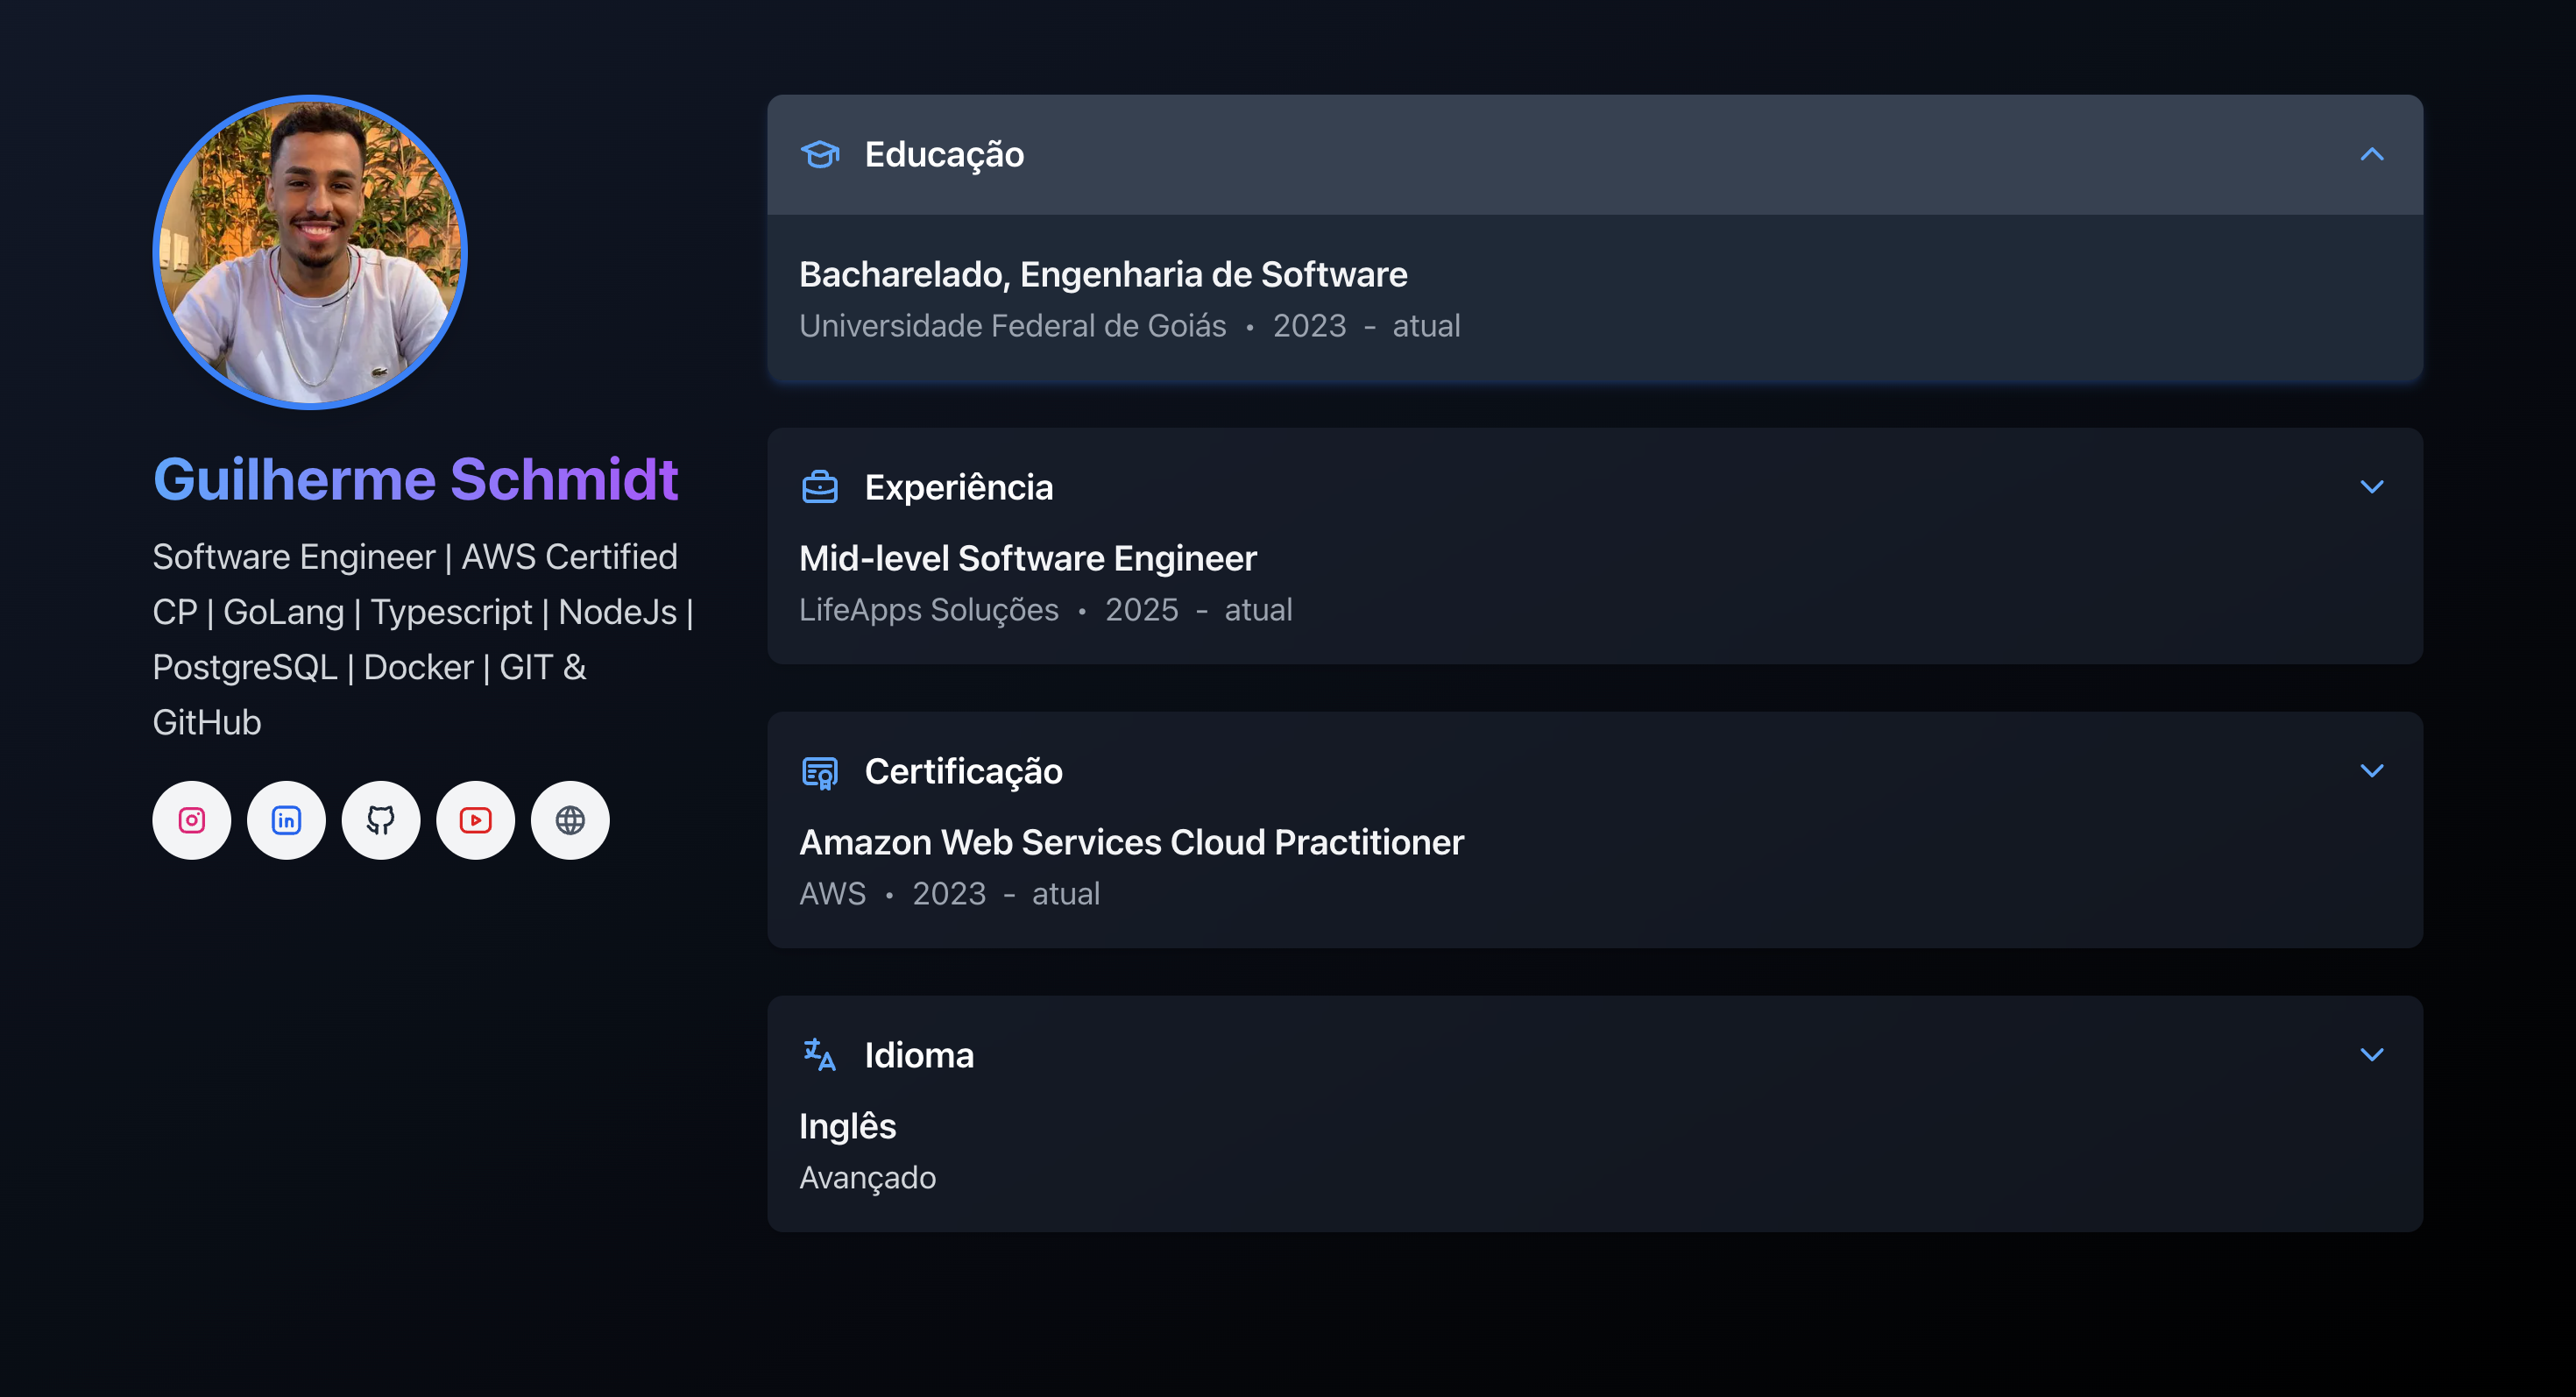 Guilherme Schmidt
Software Engineer | AWS Certified
CP | GoLang | Typescript | NodeJs |
PostgreSQL | Docker | GIT &
GitHub
Educação
Bacharelado, Engenharia de Software
Universidade Federal de Goiás • 2023 - atual
Experiência
Mid-level Software Engineer
LifeApps Soluções • 2025 - atual
Certificação
Amazon Web Services Cloud Practitioner
AWS • 2023 - atual
Idioma
Inglês
Avançado